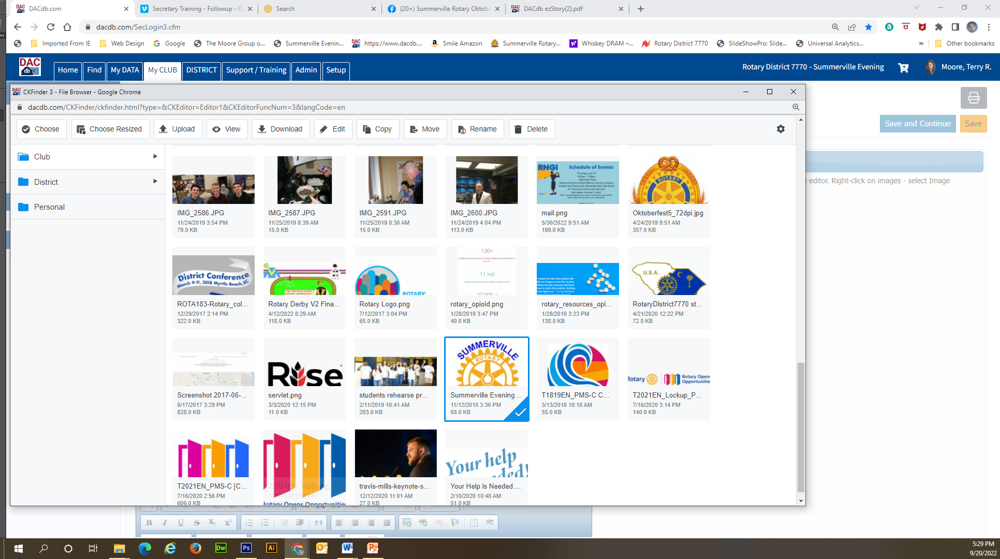 DACdb.com
Secretary Training - Followup - Q
Search
(20+) Summerville Rotary Oktobe
DACdb ezStory(2).pdf
dacdb.com/SecLogin3.cfm
Imported From IE
Web Design
Google
The Moore Group o...
Summerville Evenin...
https://www.dacdb....
Smile Amazon
Summerville Rotary...
Whiskey DRAM –...
Rotary District 7770
SlideShowPro: Slide...
Universal Analytics...
»
Other bookmarks
DAC
db
Home
Find
My DATA
My CLUB
DISTRICT
Support / Training
Admin
Setup
Rotary District 7770 - Summerville Evening
Moore, Terry R.
CKFinder 3 - File Browser - Google Chrome
dacdb.com/CKFinder/ckfinder.html?type=&CKEditor=Editor1&CKEditorFuncNum=3&langCode=en
Choose
Choose Resized
Upload
View
Download
Edit
Copy
Move
Rename
Delete
Save and Continue
Save
editor. Right-click on images - select Image
Club
District
Personal
RNGI
Schedule of Events
ROTARY
IMG_2586.JPG
11/24/2019 3:54 PM
79.0 KB
IMG_2587.JPG
11/25/2019 8:39 AM
15.0 KB
IMG_2591.JPG
11/25/2019 8:38 AM
15.0 KB
IMG_2600.JPG
11/24/2019 4:04 PM
113.0 KB
mail.png
5/30/2022 9:51 AM
199.0 KB
Oktoberfest5_72dpi.jpg
4/24/2019 9:51 AM
357.0 KB
District Conference
March 9-11, 2018 Myrtle Beach, SC
ROTARY:
130+
11 mil
47,000 +
U.S.A.
ROTA183-Rotary_col...
12/29/2017 2:14 PM
322.0 KB
Rotary Derby V2 Fina...
4/12/2022 8:29 AM
118.0 KB
Rotary Logo.png
7/12/2017 3:04 PM
65.0 KB
rotary_opioid.png
1/28/2019 3:47 PM
40.0 KB
rotary_resources_opi...
1/28/2019 3:23 PM
138.0 KB
RotaryDistrict7770 st...
4/21/2020 12:22 PM
72.0 KB
Rise
SUMMERVILLE
ROTARY
Rotary
Rotary Opens
Opportunitie
Screenshot 2017-06-...
6/17/2017 3:29 PM
828.0 KB
servlet.png
3/3/2020 12:15 PM
11.0 KB
students rehearse pr...
2/11/2019 10:41 AM
203.0 KB
Summerville Evening...
11/12/2018 3:36 PM
68.0 KB
T1819EN_PMS-C C...
3/13/2018 10:18 AM
55.0 KB
T2021EN_Lockup_P...
7/16/2020 3:14 PM
140.0 KB
Your help
T2021EN_PMS-C [C...
7/16/2020 2:56 PM
606.0 KB
T2021EN_RGB.png
Rotary Opens Opportunitie
travis-mills-keynote-s...
12/12/2020 11:01 AM
27.0 KB
Your Help is Needed....
2/10/2020 10:48 AM
51.0 KB
B
I
U
S
Dw
Ps
Ai
5:29 PM
9/20/2022